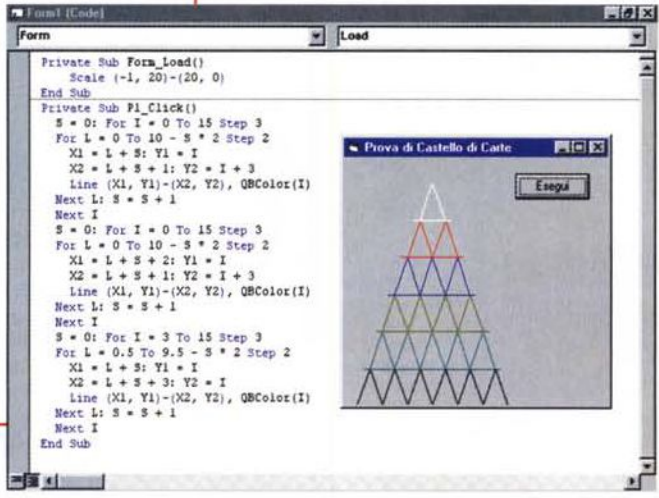 Form1 (Code)
Form Load
Private Sub Form_Load()
Scale (-1, 20)-(20, 0)
End Sub
Private Sub P1_Click()
S = 0: For I = 0 To 15 Step 3
For L = 0 To 10 - S * 2 Step 2
X1 = L + S: Y1 = I
X2 = L + S + 1: Y2 = I + 3
Line (X1, Y1)-(X2, Y2), QBColor(I)
Next L: S = S + 1
Next I
S = 0: For I = 0 To 15 Step 3
For L = 0 To 10 - S * 2 Step 2
X1 = L + S + 2: Y1 = I
X2 = L + S + 1: Y2 = I + 3
Line (X1, Y1)-(X2, Y2), QBColor(I)
Next L: S = S + 1
Next I
S = 0: For I = 3 To 15 Step 3
For L = 0.5 To 9.5 - S * 2 Step 2
X1 = L + S: Y1 = I
X2 = L + S + 3: Y2 = I
Line (X1, Y1)-(X2, Y2), QBColor(I)
Next L: S = S + 1
Next I
End Sub
Prova di Castello di Carte
Esegui